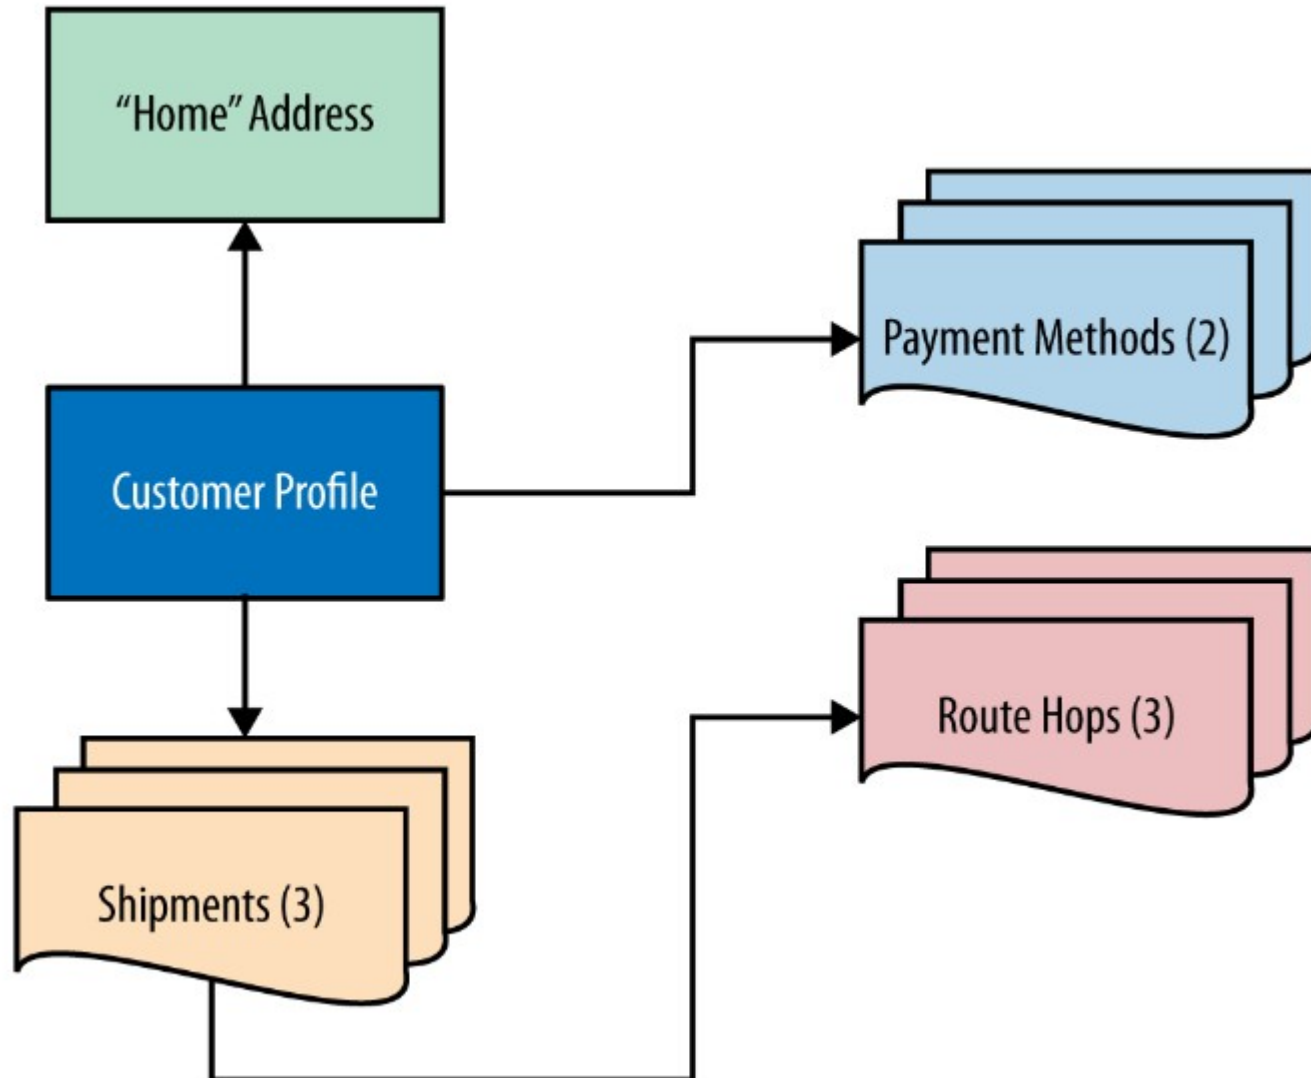 “Home” Address
Payment Methods (2)
Customer Profile
Route Hops (3)
Shipments (3)